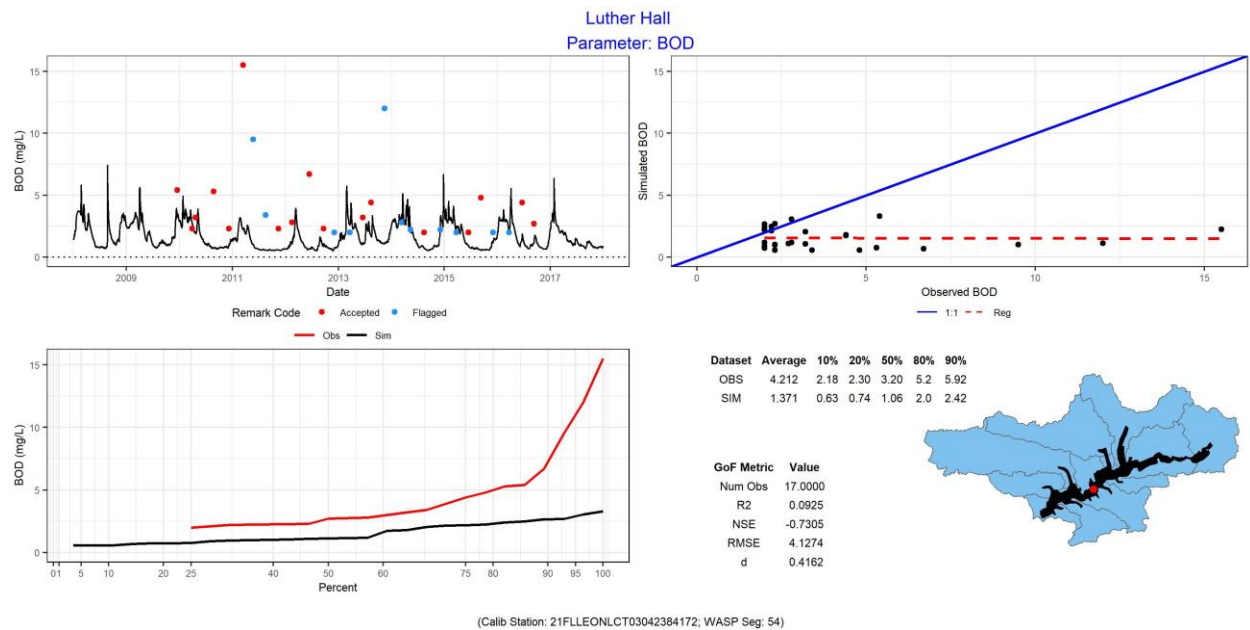 Luther Hall
Parameter: BOD
15
10
5
0
BOD (mg/L)
2009 2011 2013 2015 2017
Date
Remark Code Accepted Flagged
15
10
5
0
Simulated BOD
0 5 10 15
Observed BOD
1:1 Reg
Obs Sim
15
10
5
0
BOD (mg/L)
0 1 5 10 20 25 40 50 60 75 80 90 95 100
Percent
Dataset Average 10% 20% 50% 80% 90%
OBS 4.212 2.18 2.30 3.20 5.2 5.92
SIM 1.371 0.63 0.74 1.06 2.0 2.42
GoF Metric Value
Num Obs 17.0000
R2 0.0925
NSE -0.7305
RMSE 4.1274
d 0.4162
(Calib Station: 21FLLEONLCT03042384172; WASP Seg: 54)